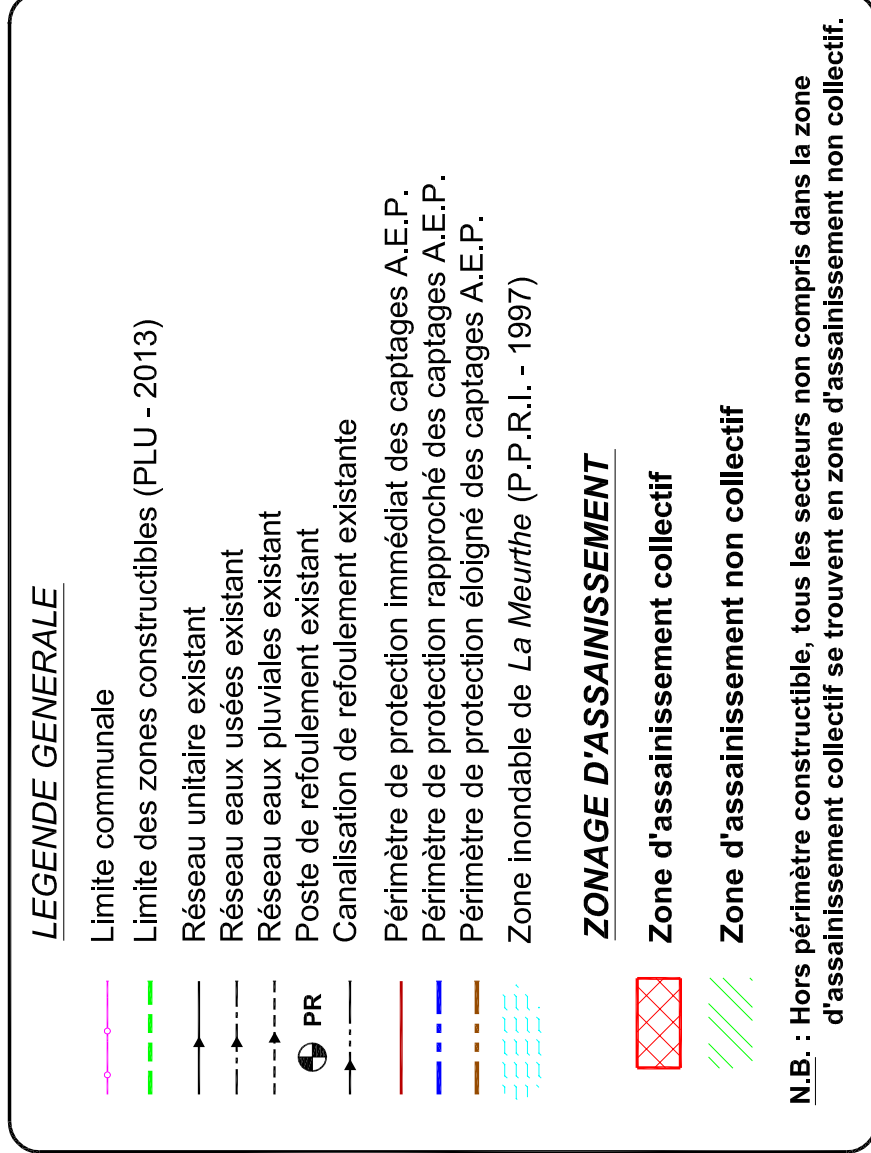 LEGENDE GENERALE
Limite communale
Limite des zones constructibles (PLU - 2013)
Réseau unitaire existant
Réseau eaux usées existant
Réseau eaux pluviales existant
PR Poste de refoulement existant
Canalisation de refoulement existante
Périmètre de protection immédiat des captages A.E.P.
Périmètre de protection rapproché des captages A.E.P.
Périmètre de protection éloigné des captages A.E.P.
Zone inondable de La Meurthe (P.P.R.I. - 1997)
ZONAGE D'ASSAINISSEMENT
Zone d'assainissement collectif
Zone d'assainissement non collectif
N.B. : Hors périmètre constructible, tous les secteurs non compris dans la zone
d'assainissement collectif se trouvent en zone d'assainissement non collectif.